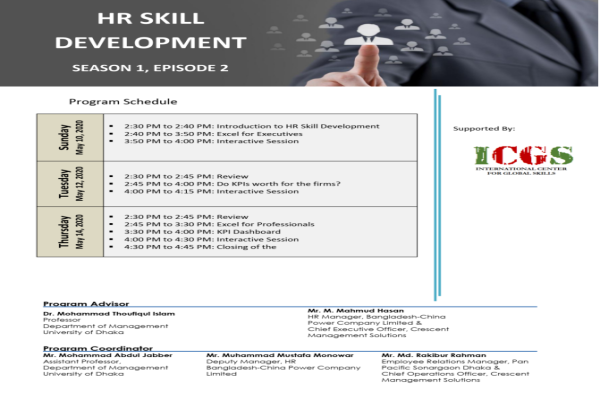 HR SKILL
DEVELOPMENT
SEASON 1, EPISODE 2
Program Schedule
Sunday
May 10, 2020
2:30 PM to 2:40 PM: Introduction to HR Skill Development
2:40 PM to 3:50 PM: Excel for Executives
3:50 PM to 4:00 PM: Interactive Session
Tuesday
May 12, 2020
2:30 PM to 2:45 PM: Review
2:45 PM to 4:00 PM: Do KPIs worth for the firms?
4:00 PM to 4:15 PM: Interactive Session
Thursday
May 14, 2020
2:30 PM to 2:45 PM: Review
2:45 PM to 3:30 PM: Excel for Professionals
3:30 PM to 4:00 PM: KPI Dashboard
4:00 PM to 4:30 PM: Interactive Session
4:30 PM to 4:45 PM: Closing of the
Supported By:
ICGS
INTERNATIONAL CENTER
FOR GLOBAL SKILLS
Program Advisor
Dr. Mohammad Thoufiqul Islam
Professor
Department of Management
University of Dhaka
Mr. M. Mahmud Hasan
HR Manager, Bangladesh-China
Power Company Limited &
Chief Executive Officer, Crescent
Management Solutions
Program Coordinator
Mr. Mohammad Abdul Jabber
Assistant Professor,
Department of Management
University of Dhaka
Mr. Muhammad Mustafa Monowar
Deputy Manager, HR
Bangladesh-China Power Company
Limited
Mr. Md. Rakibur Rahman
Employee Relations Manager, Pan
Pacific Sonargaon Dhaka &
Chief Operations Officer, Crescent
Management Solutions